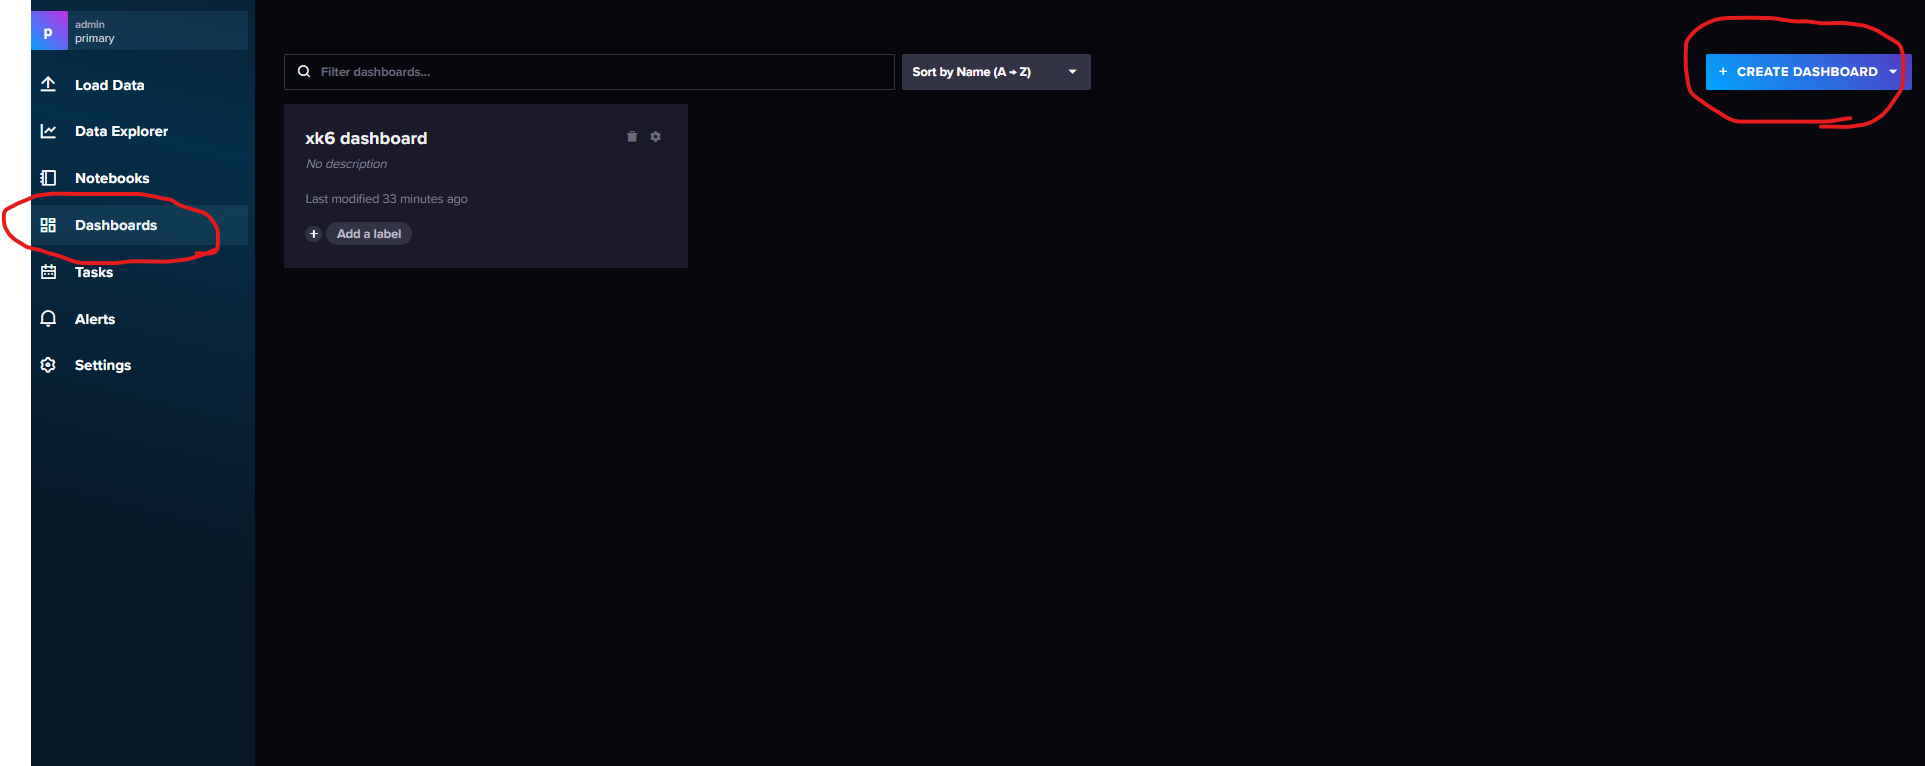 p
admin
primary
Load Data
Data Explorer
Notebooks
Dashboards
Tasks
Alerts
Settings
Filter dashboards...
Sort by Name (A → Z)
+ CREATE DASHBOARD
xk6 dashboard
No description
Last modified 33 minutes ago
+ Add a label